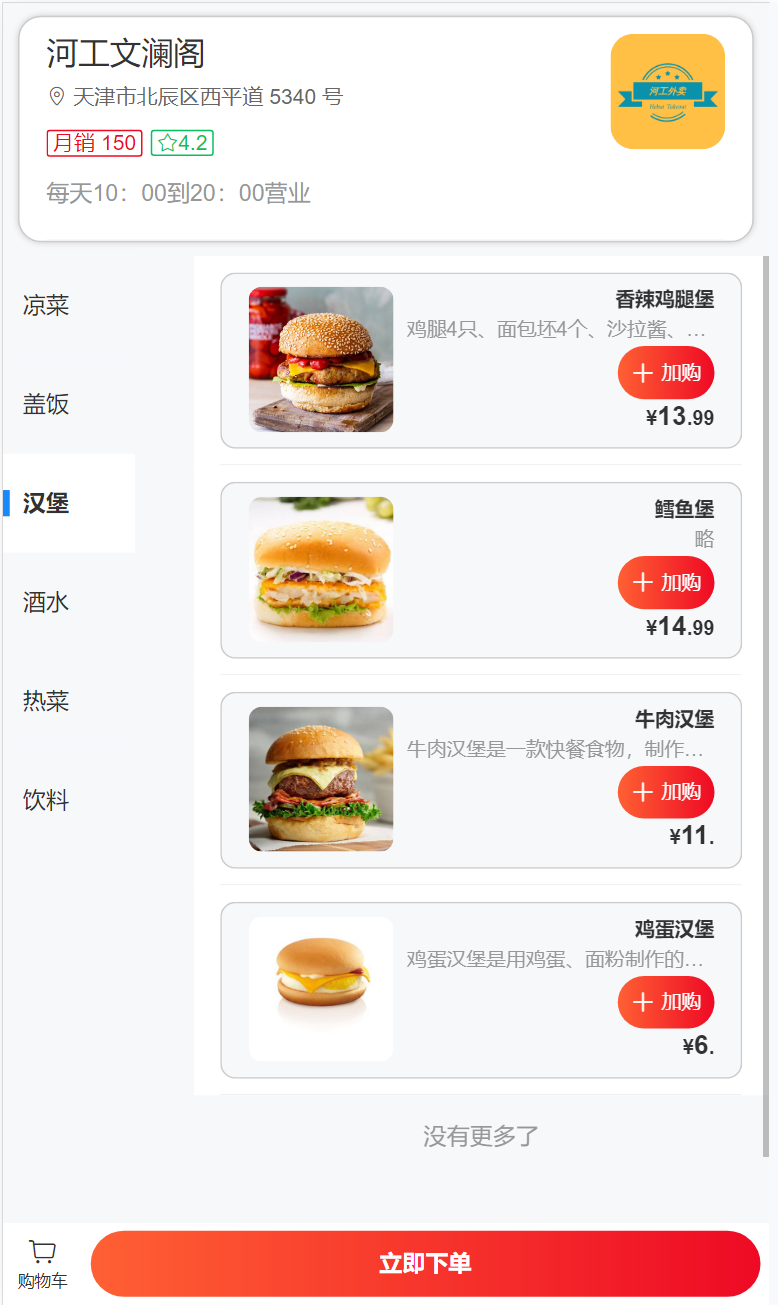 河工文澜阁
天津市北辰区西平道 5340 号
河工外卖
Hebut Takeout
月销 150
4.2
每天10：00到20：00营业
凉菜
盖饭
汉堡
酒水
热菜
饮料
香辣鸡腿堡
鸡腿4只、面包坯4个、沙拉酱、…
加购
¥13.99
鳕鱼堡
略
加购
¥14.99
牛肉汉堡
牛肉汉堡是一款快餐食物，制作…
加购
¥11.
鸡蛋汉堡
鸡蛋汉堡是用鸡蛋、面粉制作的…
加购
¥6.
没有更多了
购物车
立即下单